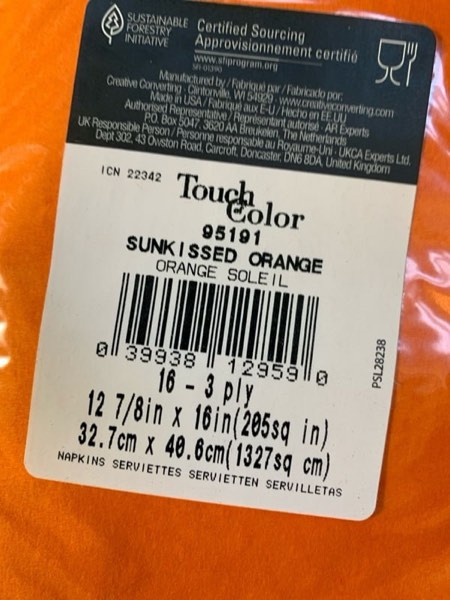 SUSTAINABLE
FORESTRY
INITIATIVE
Certified Sourcing
Approvisionnement certifié
www.sfiprogram.org
SFI-01390
Manufactured by / Fabriqué par / Fabricado por:
Creative Converting · Clintonville, WI 54929 · www.creativeconverting.com
Made in USA / Fabriqué aux E-U / Hecho en EE.UU
Authorised Representative / Représentant autorisé · AR Experts
P.O. Box 5047, 3620 AA Breukelen, The Netherlands
UK Responsible Person / Personne responsable au Royaume-Uni · UKCA Experts Ltd.
Dept 302, 43 Owston Road, Carcroft, Doncaster, DN6 8DA, United Kingdom
ICN 22342
Touch
of
Color
95191
SUNKISSED ORANGE
ORANGE SOLEIL
0 39938 12959 0
PSL28238
16 - 3 ply
12 7/8in x 16in(205sq in)
32.7cm x 40.6cm(1327sq cm)
NAPKINS SERVIETTES SERVIETTEN SERVILLETAS